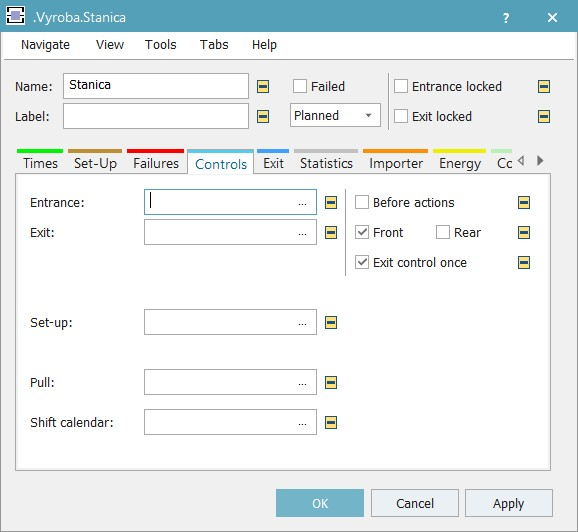 .Vyroba.Stanica ? ×
Navigate View Tools Tabs Help
Name: Stanica Failed Entrance locked
Label: Planned Exit locked
Times Set-Up Failures Controls Exit Statistics Importer Energy Cc
Entrance: ... Before actions
Exit: ... Front Rear
Exit control once
Set-up: ...
Pull: ...
Shift calendar: ...
OK Cancel Apply